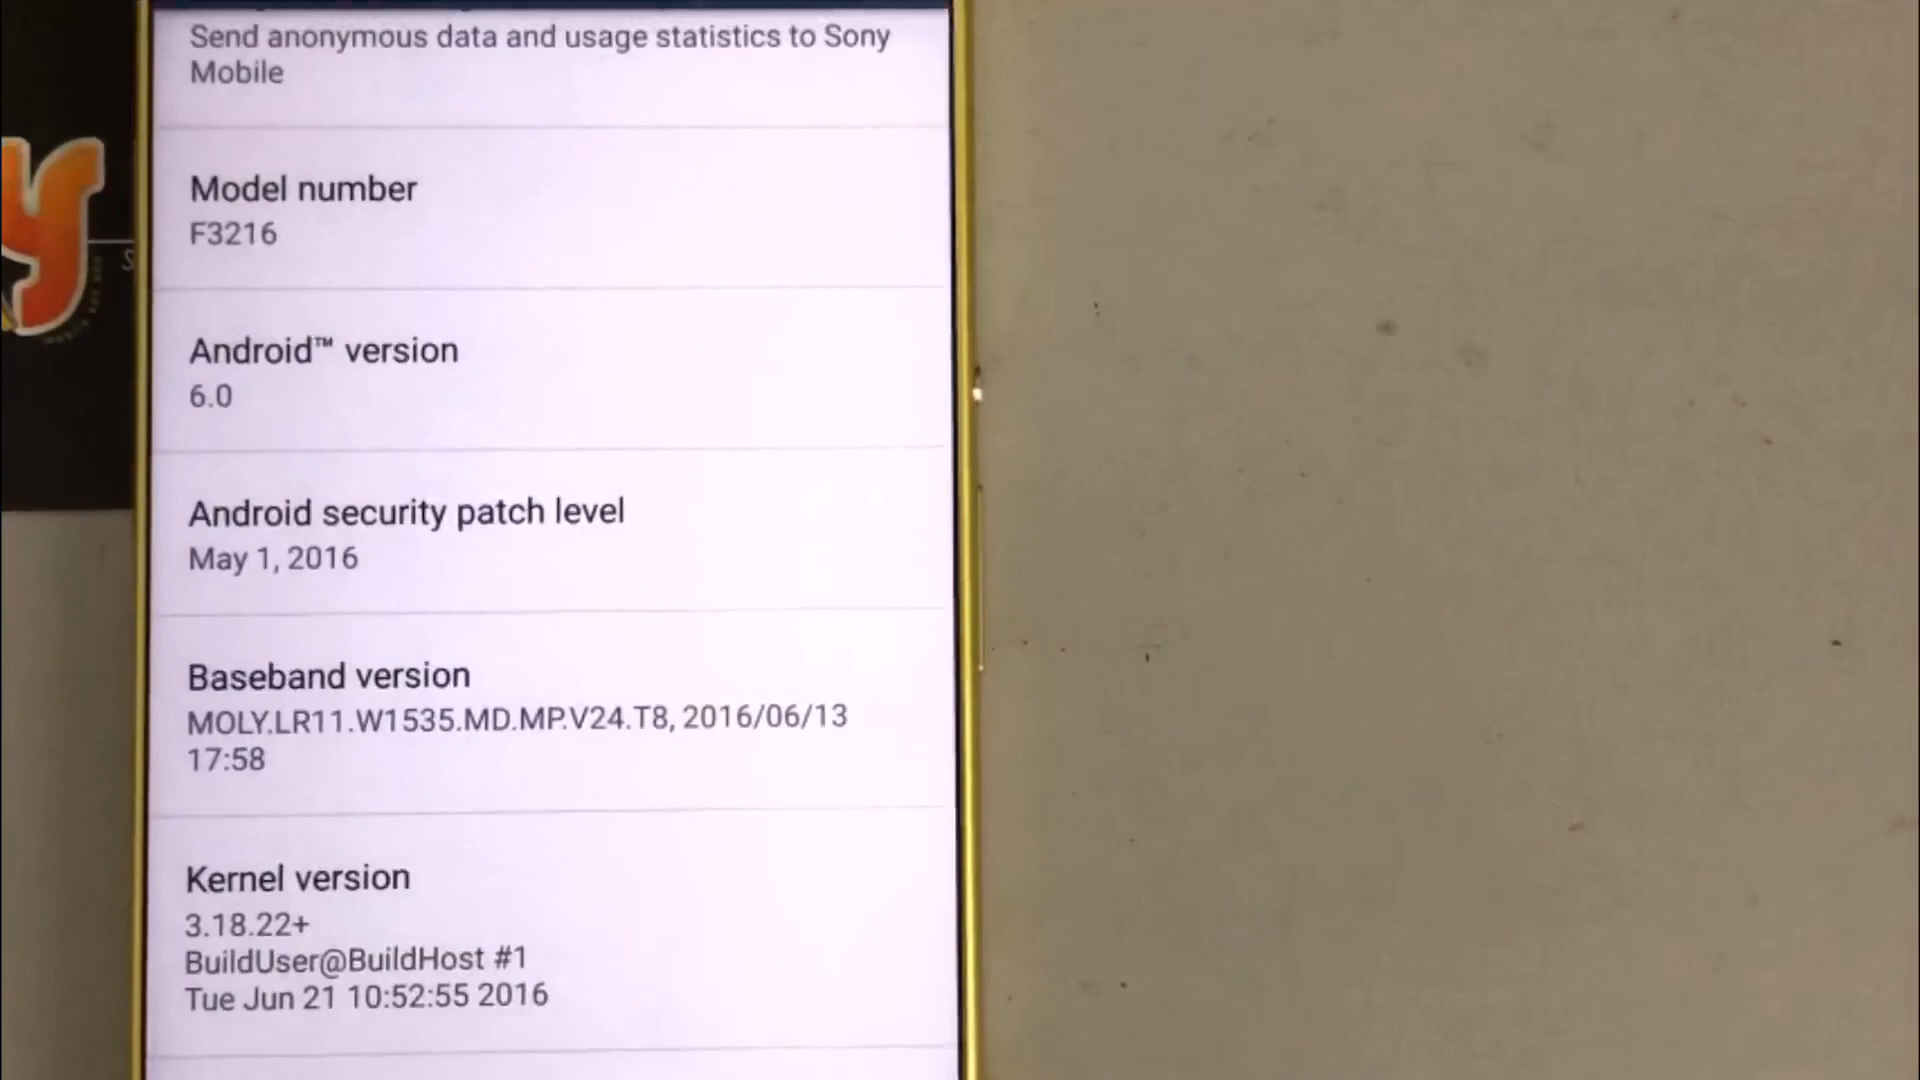 Send anonymous data and usage statistics to Sony
Mobile
Model number
F3216
Android™ version
6.0
Android security patch level
May 1, 2016
Baseband version
MOLY.LR11.W1535.MD.MP.V24.T8, 2016/06/13
17:58
Kernel version
3.18.22+
BuildUser@BuildHost #1
Tue Jun 21 10:52:55 2016